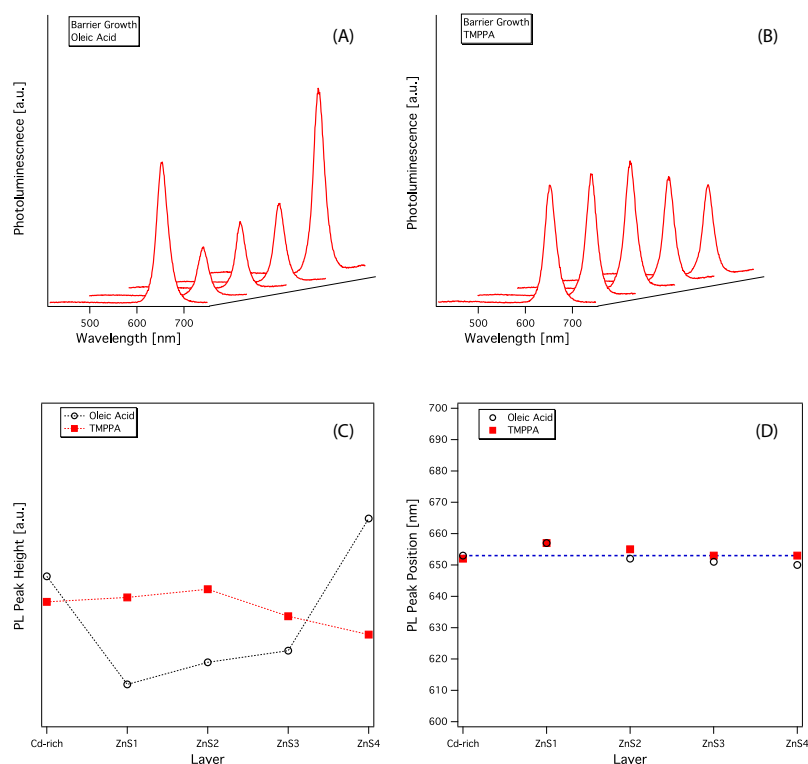 Barrier Growth
Oleic Acid
(A)
Photoluminescnece [a.u.]
500
600
700
Wavelength [nm]
Barrier Growth
TMPPA
(B)
Photoluminescence [a.u.]
500
600
700
Wavelength [nm]
Oleic Acid
TMPPA
(C)
PL Peak Height [a.u.]
Cd-rich
ZnS1
ZnS2
ZnS3
ZnS4
Layer
Oleic Acid
TMPPA
(D)
PL Peak Position [nm]
700
690
680
670
660
650
640
630
620
610
600
Cd-rich
ZnS1
ZnS2
ZnS3
ZnS4
Layer